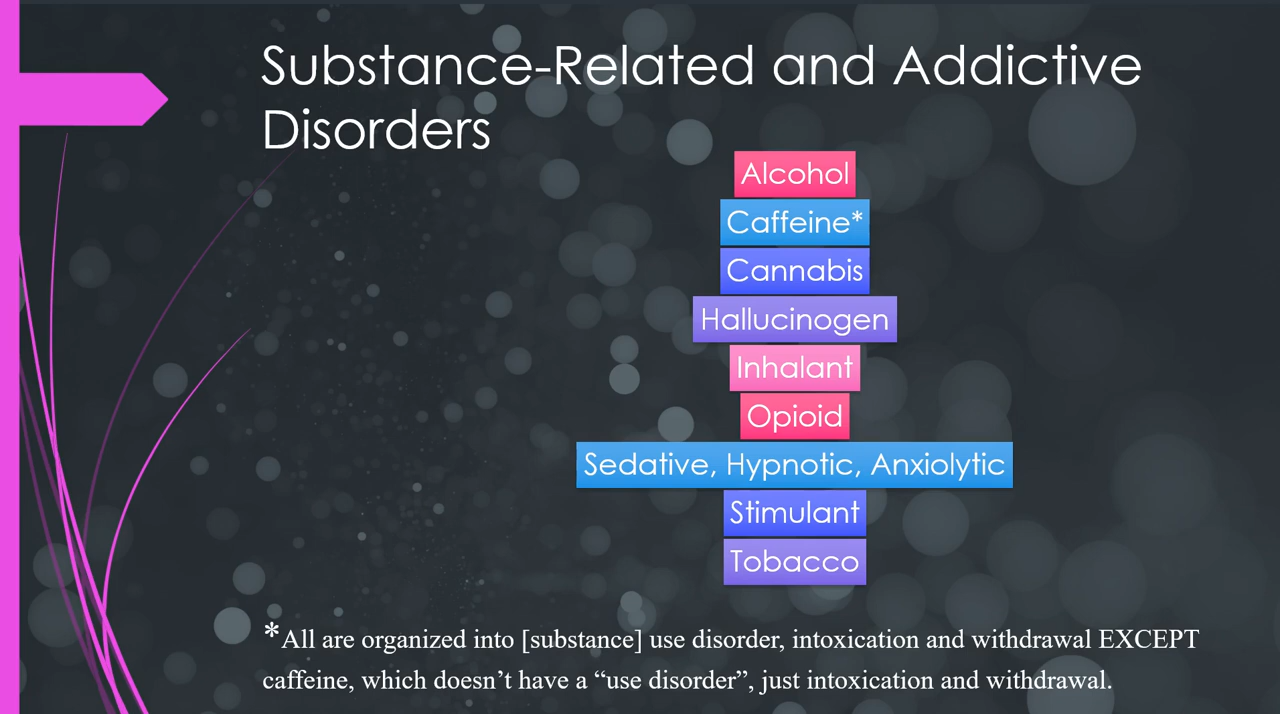 Substance-Related and Addictive
Disorders
Alcohol
Caffeine*
Cannabis
Hallucinogen
Inhalant
Opioid
Sedative, Hypnotic, Anxiolytic
Stimulant
Tobacco
*All are organized into [substance] use disorder, intoxication and withdrawal EXCEPT
caffeine, which doesn’t have a “use disorder”, just intoxication and withdrawal.